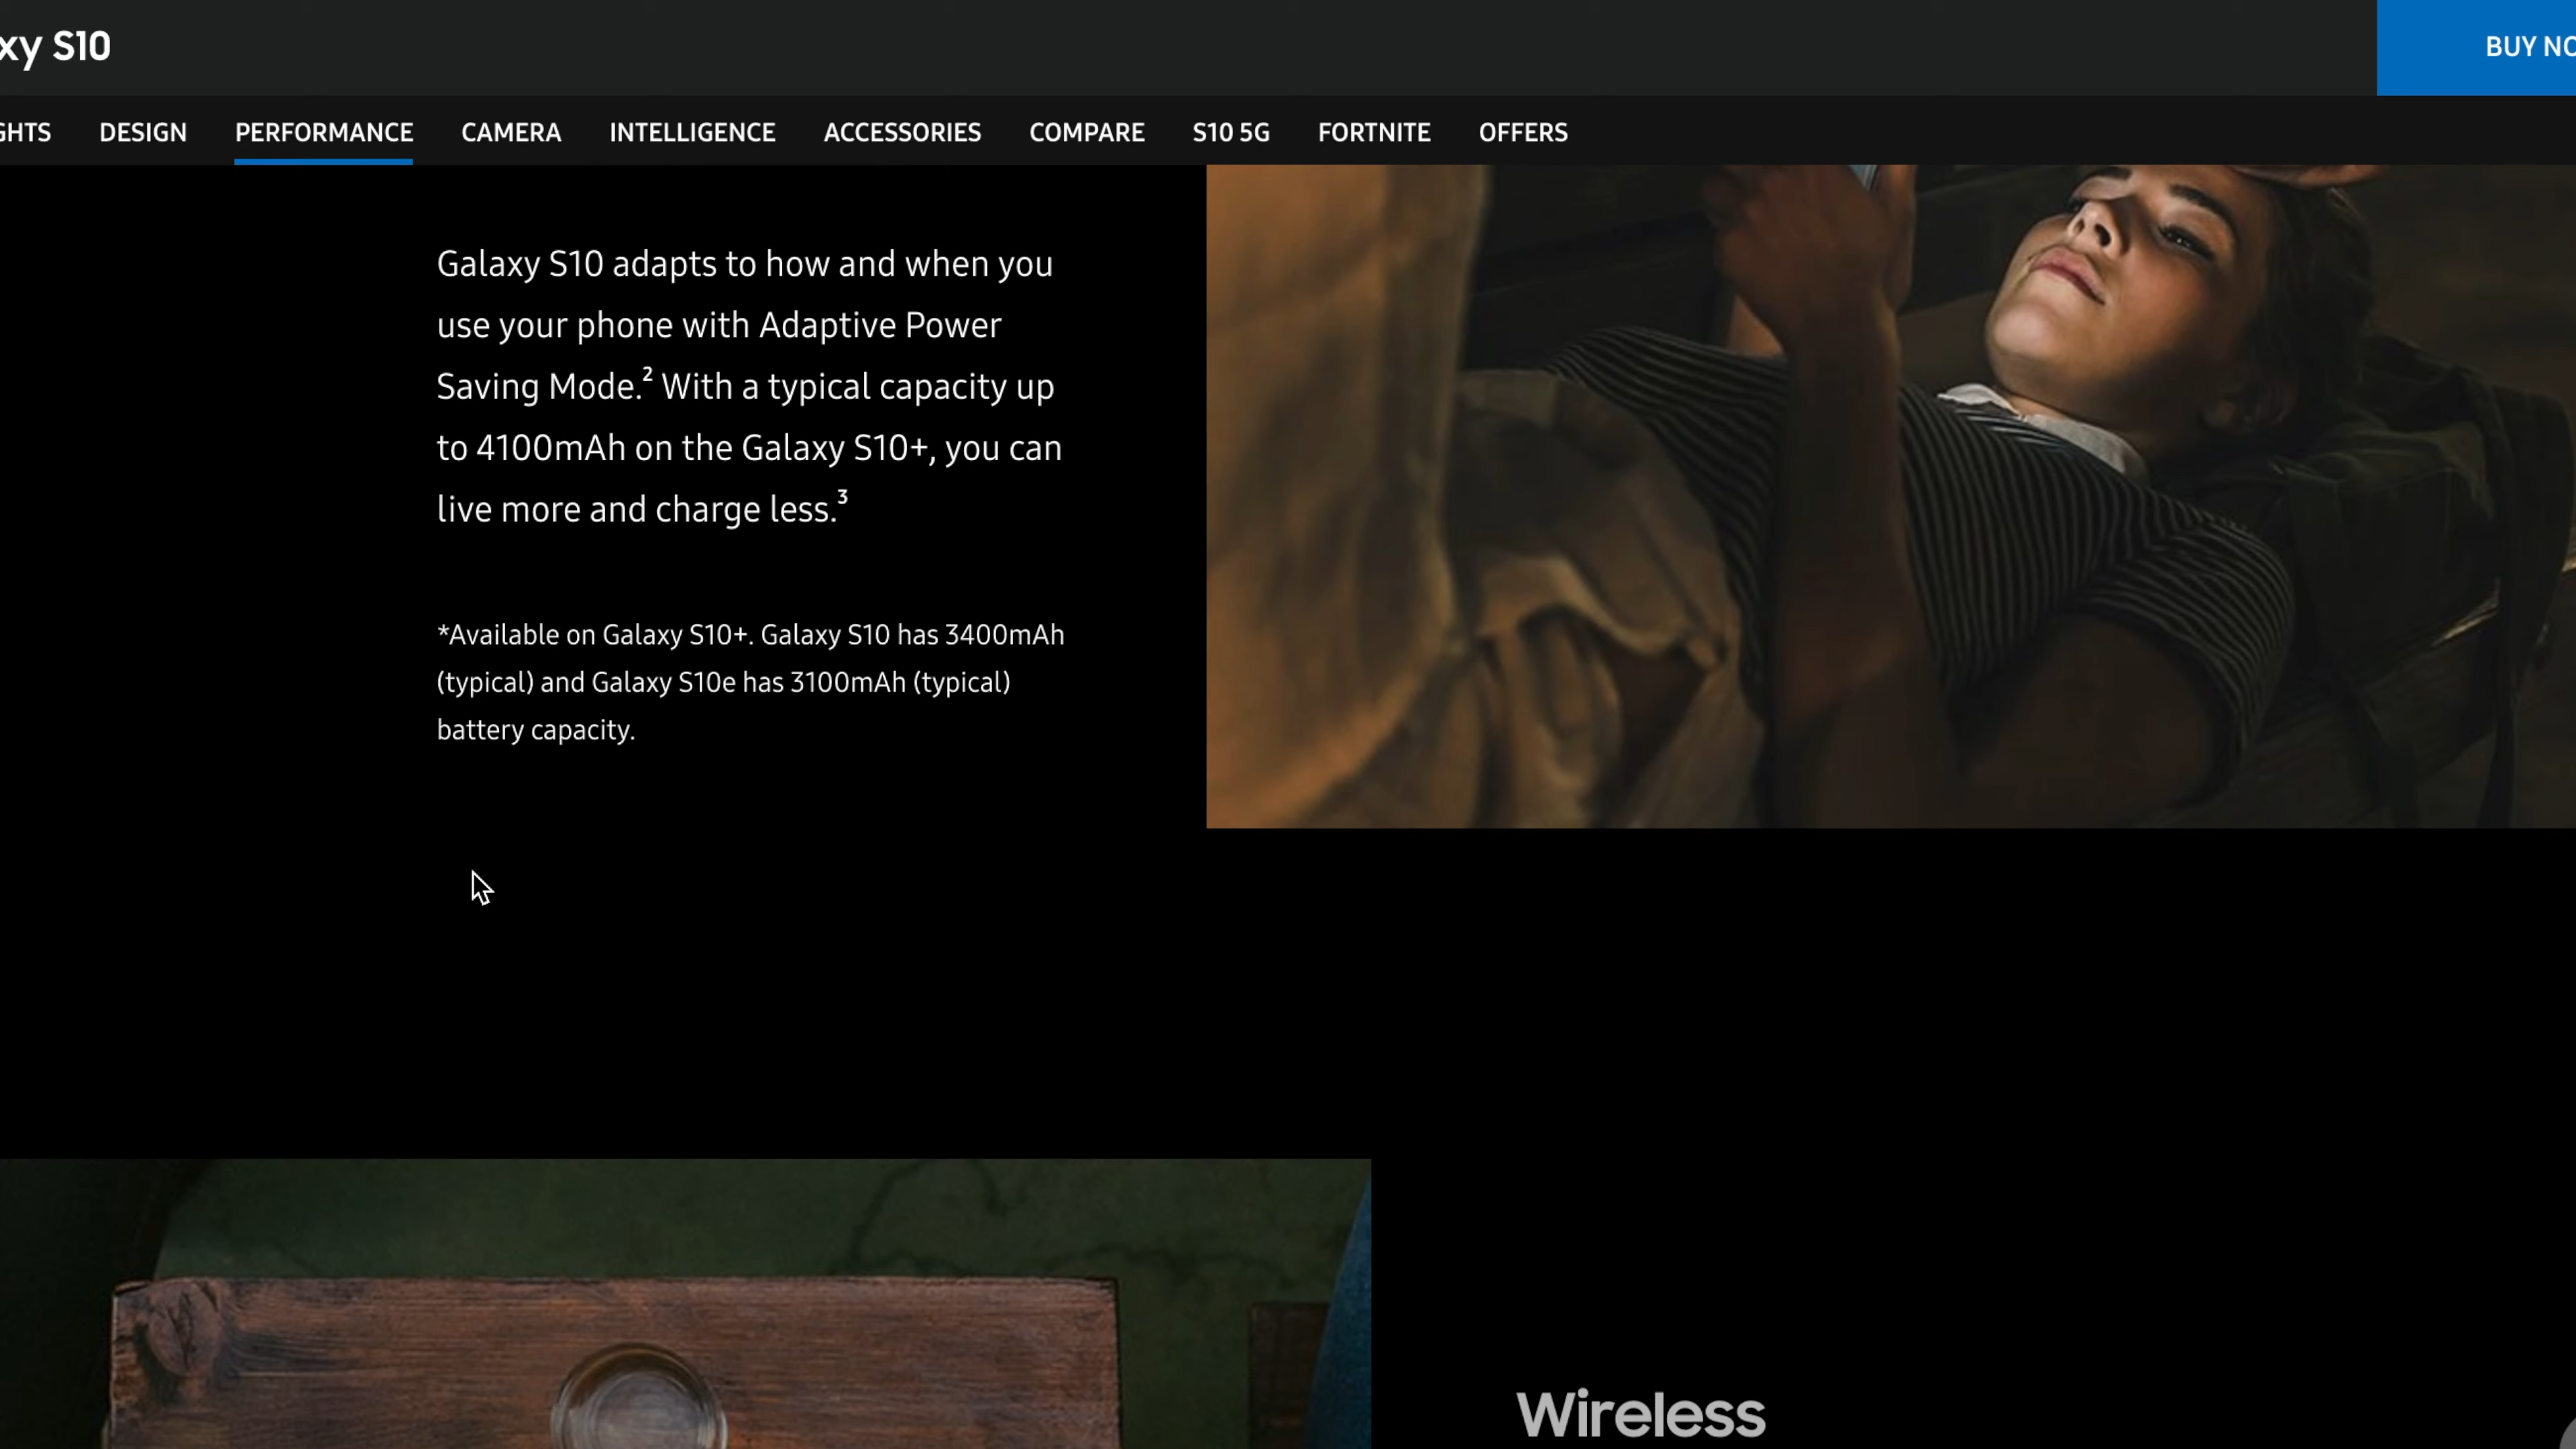 xy S10
BUY NO
GHTS DESIGN PERFORMANCE CAMERA INTELLIGENCE ACCESSORIES COMPARE S10 5G FORTNITE OFFERS
Galaxy S10 adapts to how and when you
use your phone with Adaptive Power
Saving Mode.² With a typical capacity up
to 4100mAh on the Galaxy S10+, you can
live more and charge less.³
*Available on Galaxy S10+. Galaxy S10 has 3400mAh
(typical) and Galaxy S10e has 3100mAh (typical)
battery capacity.
Wireless